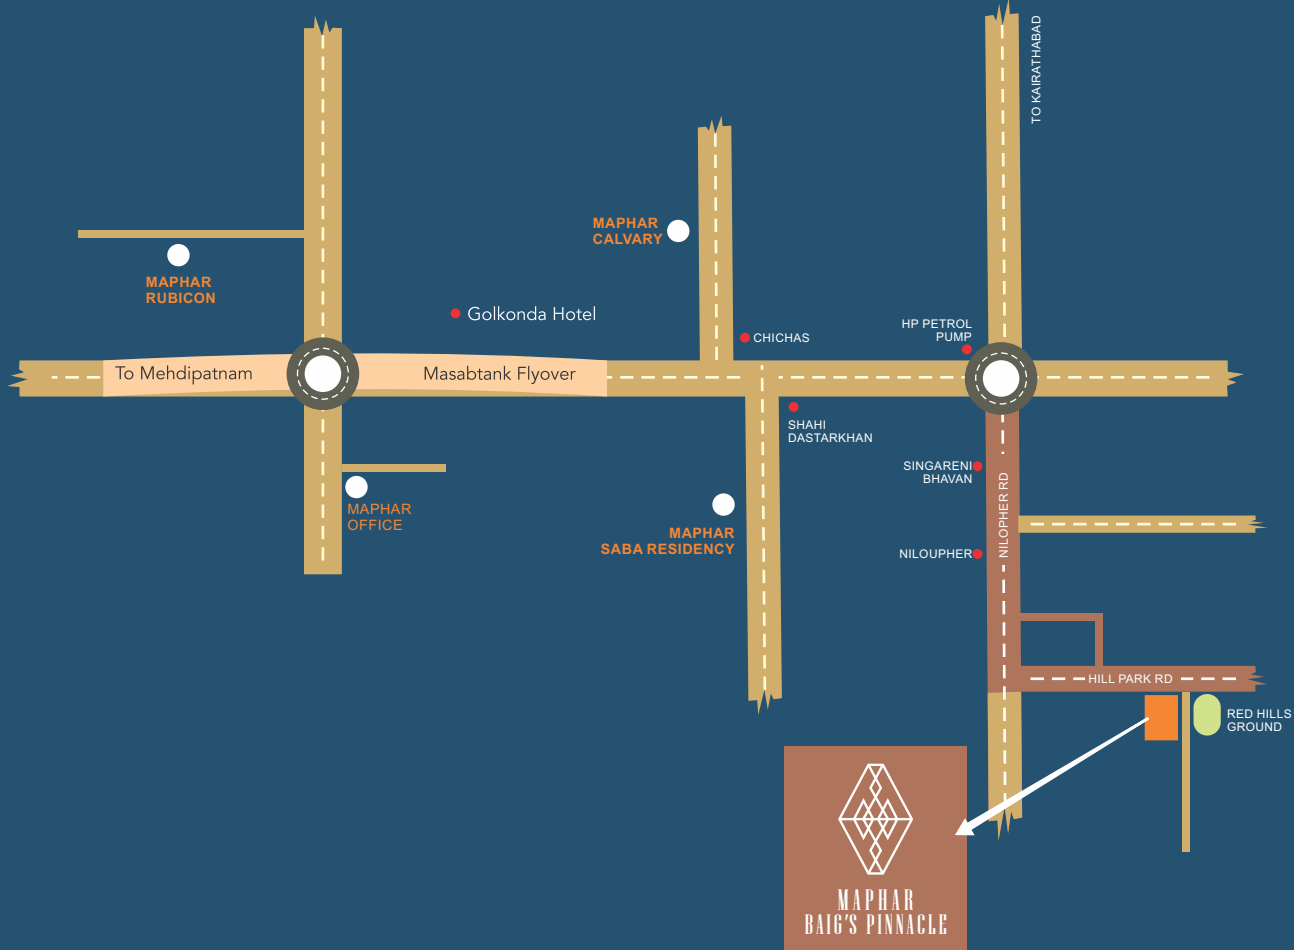 TO KAIRATHABAD
MAPHAR
CALVARY
MAPHAR
RUBICON
Golkonda Hotel
CHICHAS
HP PETROL
PUMP
To Mehdipatnam
Masabtank Flyover
SHAHI
DASTARKHAN
SINGARENI
BHAVAN
NILOPHER RD
MAPHAR
OFFICE
MAPHAR
SABA RESIDENCY
NILOUPHER
HILL PARK RD
RED HILLS
GROUND
MAPHAR
BAIG'S PINNACLE